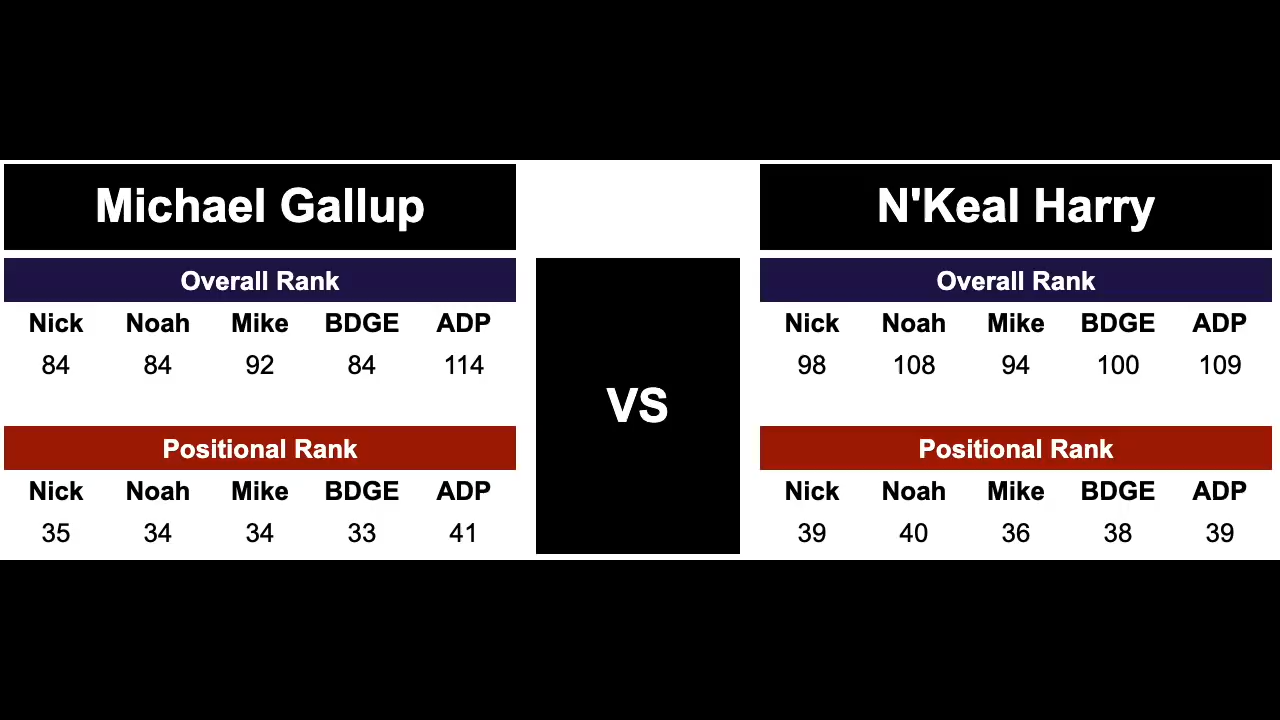 Michael Gallup
Overall Rank
Nick Noah Mike BDGE ADP
84 84 92 84 114
Positional Rank
Nick Noah Mike BDGE ADP
35 34 34 33 41
VS
N'Keal Harry
Overall Rank
Nick Noah Mike BDGE ADP
98 108 94 100 109
Positional Rank
Nick Noah Mike BDGE ADP
39 40 36 38 39